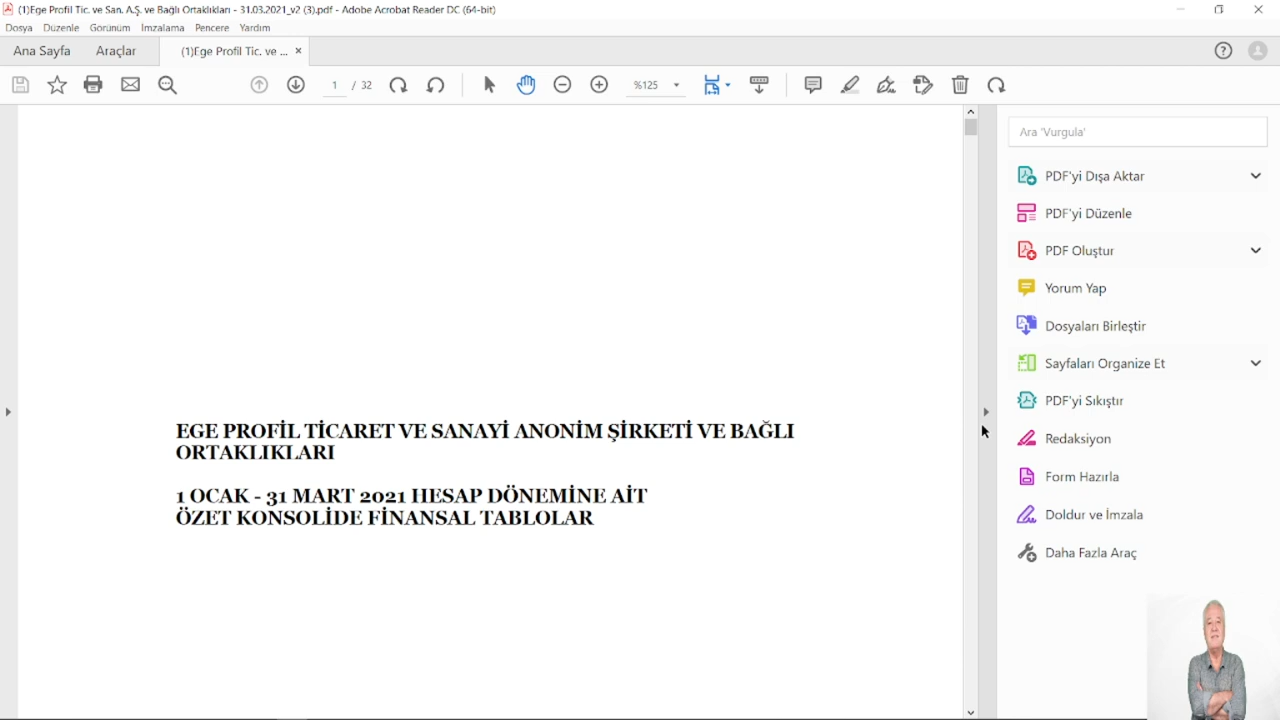 (1)Ege Profil Tic. ve San. A.Ş. ve Bağlı Ortaklıkları - 31.03.2021_v2 (3).pdf - Adobe Acrobat Reader DC (64-bit)
Dosya Düzenle Görünüm İmzalama Pencere Yardım
Ana Sayfa Araçlar (1)Ege Profil Tic. ve ... ×
1 / 32 %125
Ara 'Vurgula'
PDF'yi Dışa Aktar
PDF'yi Düzenle
PDF Oluştur
Yorum Yap
Dosyaları Birleştir
Sayfaları Organize Et
PDF'yi Sıkıştır
Redaksiyon
Form Hazırla
Doldur ve İmzala
Daha Fazla Araç
EGE PROFİL TİCARET VE SANAYİ ANONİM ŞİRKETİ VE BAĞLI
ORTAKLIKLARI
1 OCAK - 31 MART 2021 HESAP DÖNEMİNE AİT
ÖZET KONSOLİDE FİNANSAL TABLOLAR